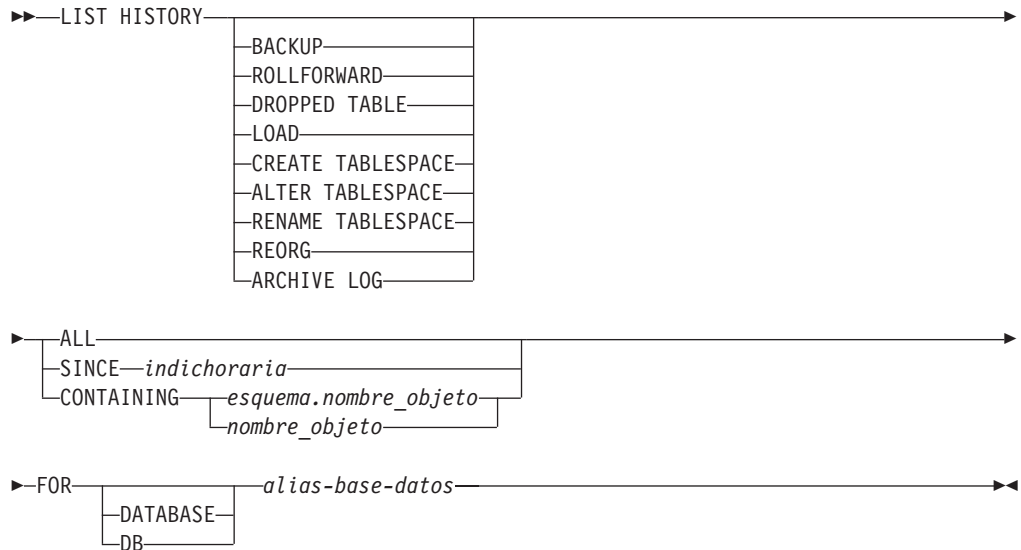 LIST HISTORY
BACKUP
ROLLFORWARD
DROPPED TABLE
LOAD
CREATE TABLESPACE
ALTER TABLESPACE
RENAME TABLESPACE
REORG
ARCHIVE LOG
ALL
SINCE indichoraria
CONTAINING esquema.nombre_objeto
nombre_objeto
FOR alias-base-datos
DATABASE
DB